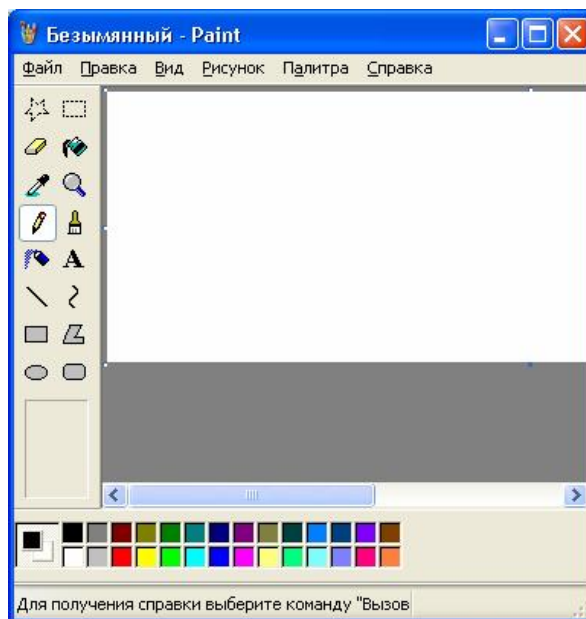 Безымянный - Paint
Файл Правка Вид Рисунок Палитра Справка
A
Для получения справки выберите команду "Вызов